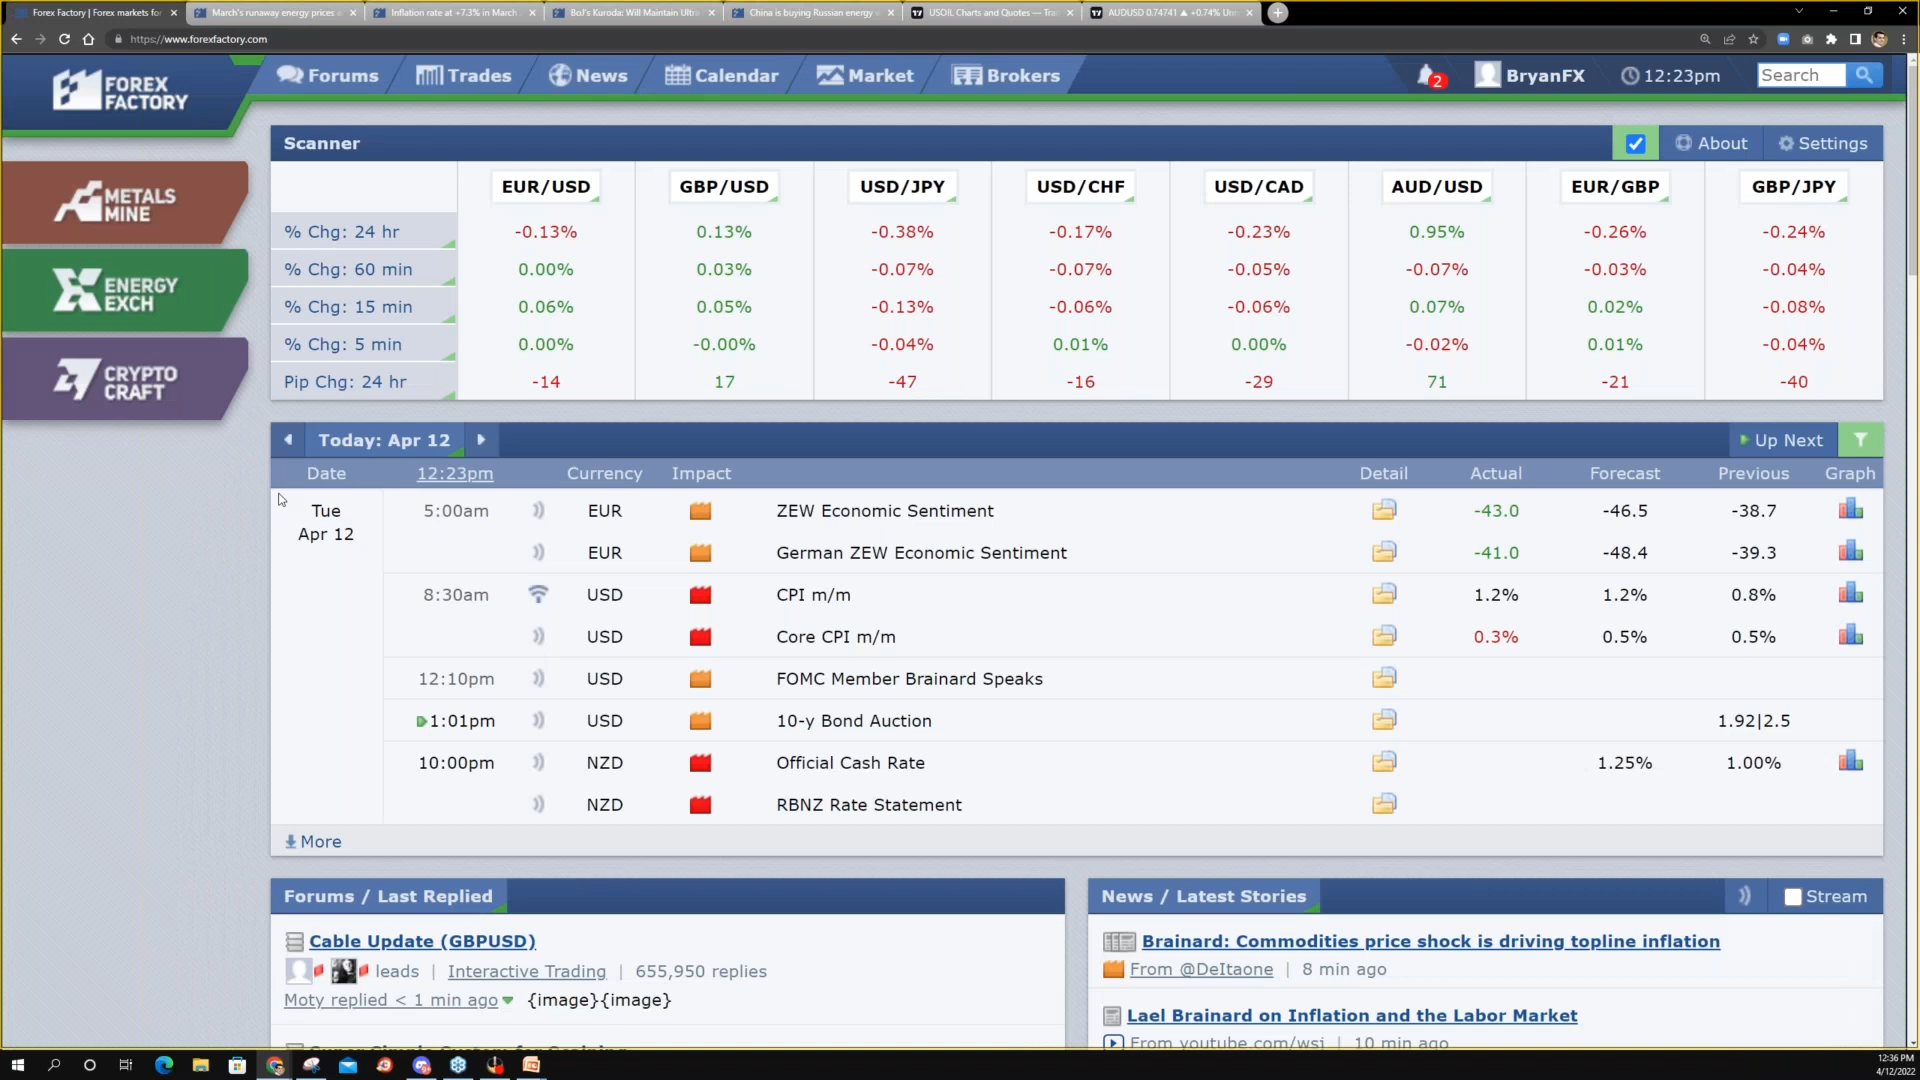 Forex Factory | Forex markets for
March's runaway energy prices a
Inflation rate at +7.3% in March
BoJ's Kuroda: Will Maintain Ultra
China is buying Russian energy w
USOIL Charts and Quotes — Tra
AUDUSD 0.74741 ▲ +0.74% Un
https://www.forexfactory.com
FOREX FACTORY
Forums
Trades
News
Calendar
Market
Brokers
2
BryanFX
12:23pm
Search
METALS MINE
ENERGY EXCH
CRYPTO CRAFT
Scanner
About
Settings
EUR/USD GBP/USD USD/JPY USD/CHF USD/CAD AUD/USD EUR/GBP GBP/JPY
% Chg: 24 hr -0.13% 0.13% -0.38% -0.17% -0.23% 0.95% -0.26% -0.24%
% Chg: 60 min 0.00% 0.03% -0.07% -0.07% -0.05% -0.07% -0.03% -0.04%
% Chg: 15 min 0.06% 0.05% -0.13% -0.06% -0.06% 0.07% 0.02% -0.08%
% Chg: 5 min 0.00% -0.00% -0.04% 0.01% 0.00% -0.02% 0.01% -0.04%
Pip Chg: 24 hr -14 17 -47 -16 -29 71 -21 -40
Today: Apr 12
Up Next
Date 12:23pm Currency Impact Detail Actual Forecast Previous Graph
Tue 5:00am EUR ZEW Economic Sentiment -43.0 -46.5 -38.7
Apr 12
EUR German ZEW Economic Sentiment -41.0 -48.4 -39.3
8:30am USD CPI m/m 1.2% 1.2% 0.8%
USD Core CPI m/m 0.3% 0.5% 0.5%
12:10pm USD FOMC Member Brainard Speaks
1:01pm USD 10-y Bond Auction 1.92|2.5
10:00pm NZD Official Cash Rate 1.25% 1.00%
NZD RBNZ Rate Statement
More
Forums / Last Replied
Cable Update (GBPUSD)
leads | Interactive Trading | 655,950 replies
Moty replied < 1 min ago {image}{image}
News / Latest Stories
Stream
Brainard: Commodities price shock is driving topline inflation
From @DeItaone | 8 min ago
Lael Brainard on Inflation and the Labor Market
From youtube.com/wsj | 10 min ago
12:36 PM
4/12/2022